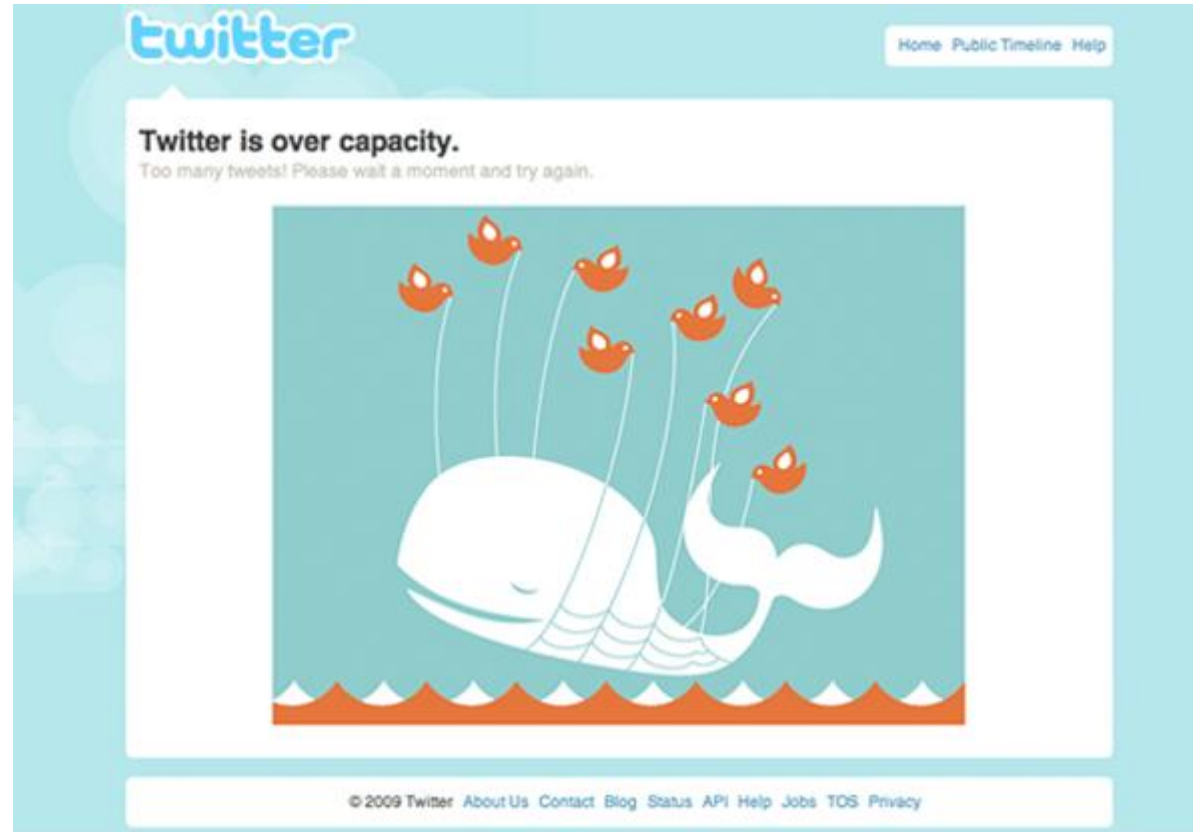 twitter
Home Public Timeline Help
Twitter is over capacity.
Too many tweets! Please wait a moment and try again.
© 2009 Twitter About Us Contact Blog Status API Help Jobs TOS Privacy